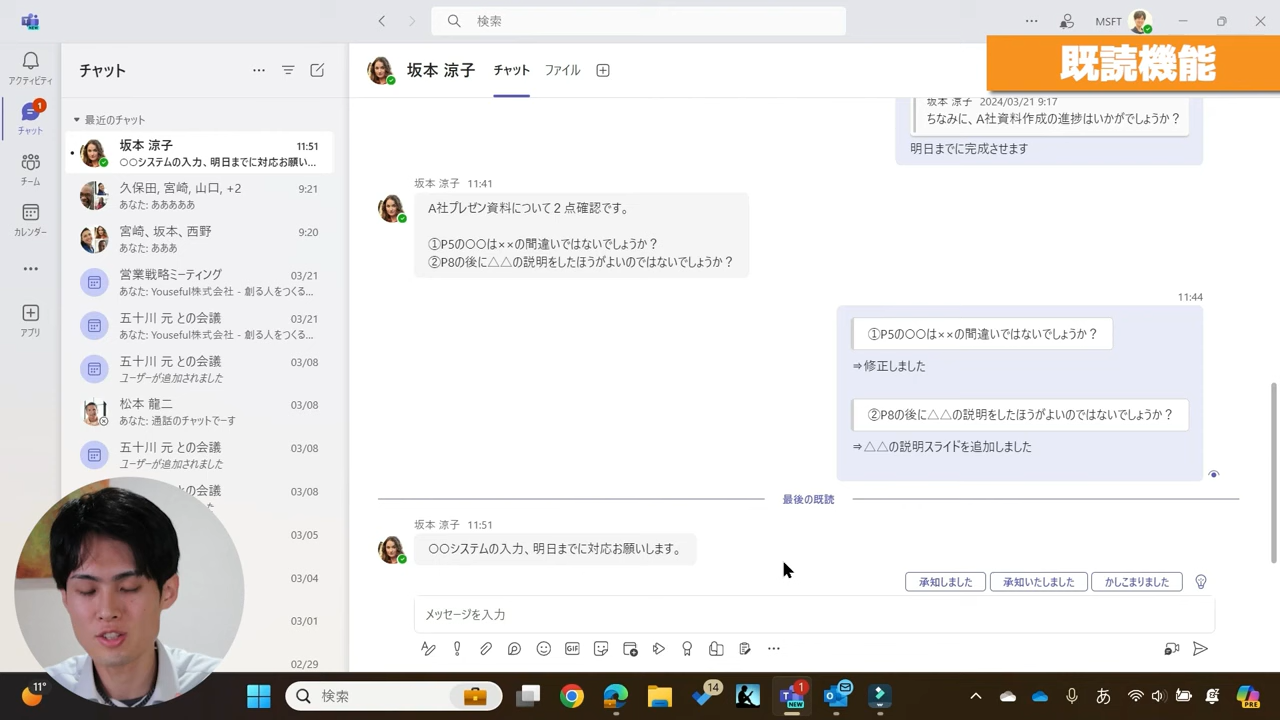 NEW
検索
MSFT
既読機能
アクティビティ
チャット
1
チーム
カレンダー
アプリ
チャット
最近のチャット
坂本 涼子 11:51
〇〇システムの入力、明日までに対応お願い...
久保田, 宮崎, 山口, +2 9:21
あなた: あああああ
宮崎、坂本、西野 9:20
あなた: あああ
営業戦略ミーティング 03/21
あなた: Youseful株式会社 - 創る人をつくる...
五十川 元 との会議 03/21
あなた: Youseful株式会社 - 創る人をつくる...
五十川 元 との会議 03/08
ユーザーが追加されました
松本 龍二 03/08
あなた: 通話のチャットでーす
五十川 元 との会議 03/08
ユーザーが追加されました
との会議 03/08
03/05
03/04
03/01
02/29
坂本 涼子
チャット
ファイル
坂本 涼子 2024/03/21 9:17
ちなみに、A社資料作成の進捗はいかがでしょうか？
明日までに完成させます
坂本 涼子 11:41
A社プレゼン資料について２点確認です。
①P5の〇〇は××の間違いではないでしょうか？
②P8の後に△△の説明をしたほうがよいのではないでしょうか？
11:44
①P5の〇〇は××の間違いではないでしょうか？
⇒修正しました
②P8の後に△△の説明をしたほうがよいのではないでしょうか？
⇒△△の説明スライドを追加しました
最後の既読
坂本 涼子 11:51
〇〇システムの入力、明日までに対応お願いします。
承知しました
承知いたしました
かしこまりました
メッセージを入力
GIF
11°
検索
14
1
NEW
あ
PRE